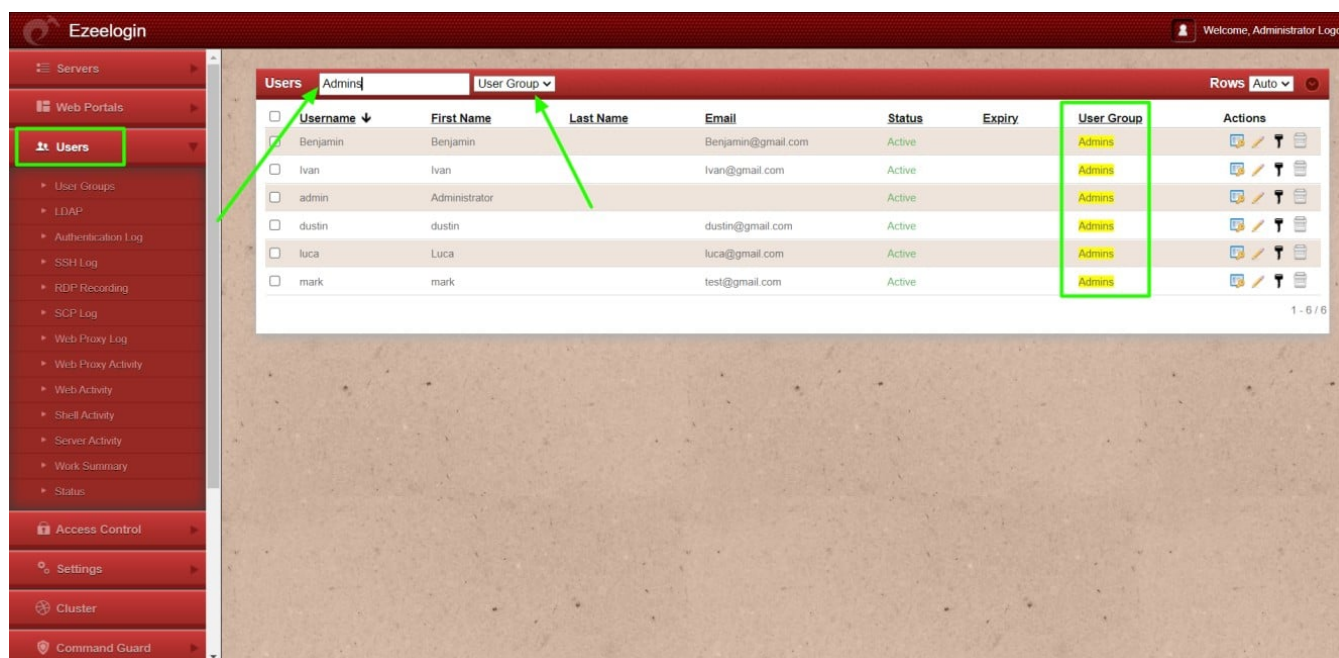 Ezeelogin
Welcome, Administrator Logo
Servers
Web Portals
Users
User Groups
LDAP
Authentication Log
SSH Log
RDP Recording
SCP Log
Web Proxy Log
Web Proxy Activity
Web Activity
Shell Activity
Server Activity
Work Summary
Status
Access Control
Settings
Cluster
Command Guard
Users Admins User Group Rows Auto
Username First Name Last Name Email Status Expiry User Group Actions
Benjamin Benjamin Benjamin@gmail.com Active Admins
Ivan Ivan Ivan@gmail.com Active Admins
admin Administrator Active Admins
dustin dustin dustin@gmail.com Active Admins
luca Luca luca@gmail.com Active Admins
mark mark test@gmail.com Active Admins
1 - 6 / 6